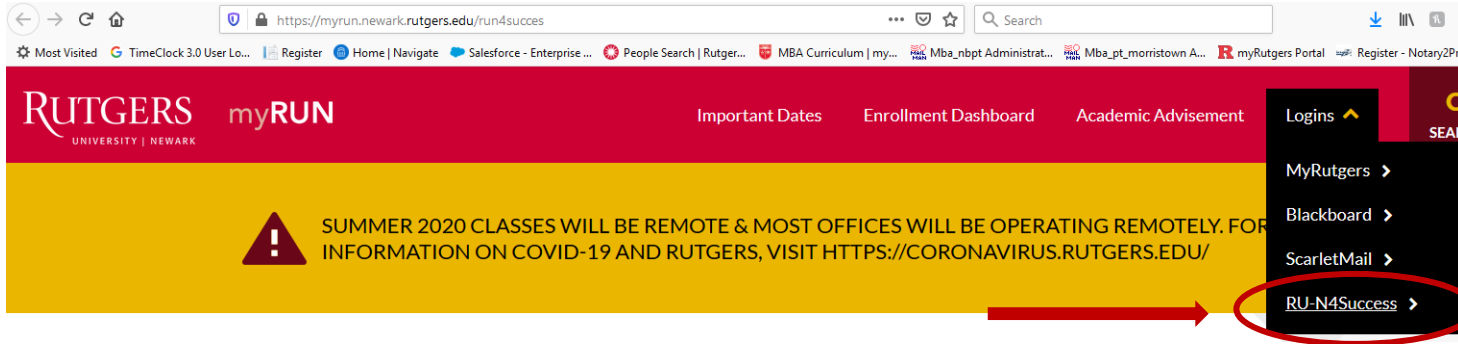 https://myrun.newark.rutgers.edu/run4succes
Search
Most Visited TimeClock 3.0 User Lo... Register Home | Navigate Salesforce - Enterprise ... People Search | Rutger... MBA Curriculum | my... Mba_nbpt Administrat... Mba_pt_morristown A... myRutgers Portal Register - Notary2Pr
RUTGERS myRUN Important Dates Enrollment Dashboard Academic Advisement Logins
UNIVERSITY | NEWARK
MyRutgers
Blackboard
ScarletMail
RU-N4Success
SUMMER 2020 CLASSES WILL BE REMOTE & MOST OFFICES WILL BE OPERATING REMOTELY. FOR
INFORMATION ON COVID-19 AND RUTGERS, VISIT HTTPS://CORONAVIRUS.RUTGERS.EDU/